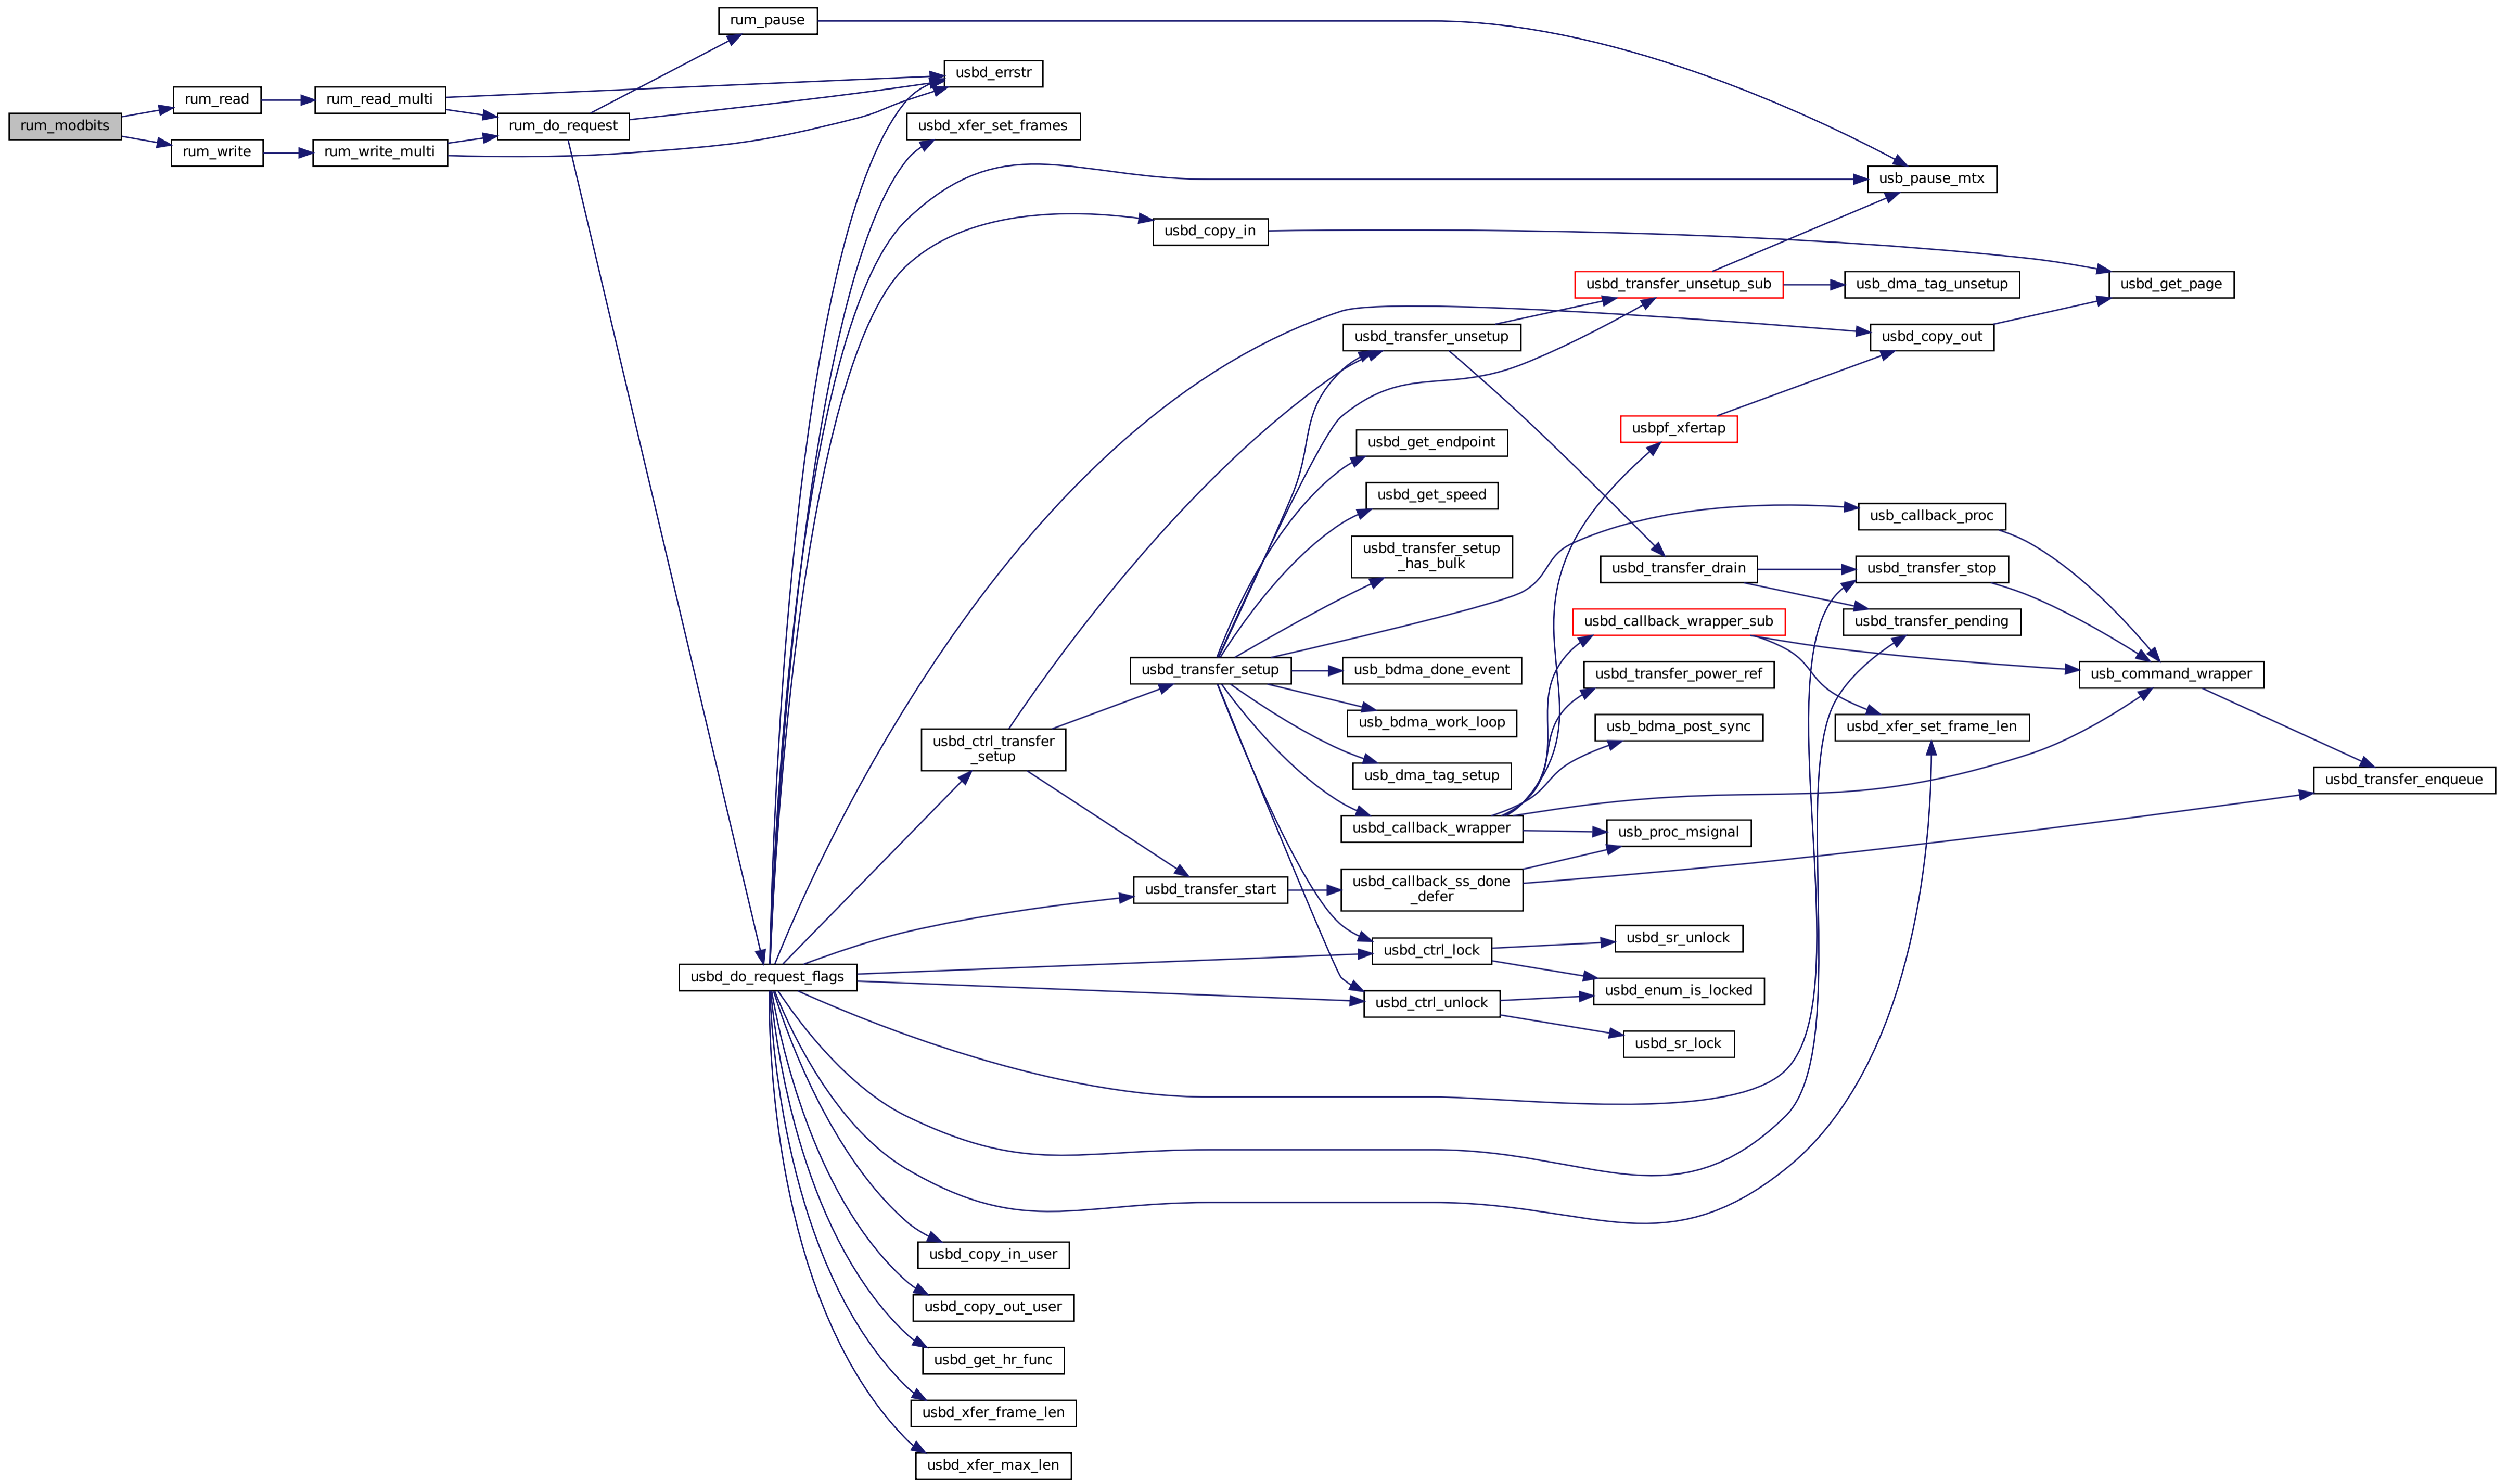 rum_modbits
rum_read
rum_write
rum_read_multi
rum_write_multi
rum_do_request
rum_pause
usbd_errstr
usbd_xfer_set_frames
usb_pause_mtx
usbd_copy_in
usbd_transfer_unsetup_sub
usb_dma_tag_unsetup
usbd_get_page
usbd_transfer_unsetup
usbd_copy_out
usbpf_xfertap
usbd_get_endpoint
usbd_get_speed
usb_callback_proc
usbd_transfer_setup
_has_bulk
usbd_transfer_drain
usbd_transfer_stop
usbd_callback_wrapper_sub
usbd_transfer_pending
usbd_transfer_setup
usb_bdma_done_event
usbd_transfer_power_ref
usb_command_wrapper
usb_bdma_work_loop
usb_bdma_post_sync
usbd_xfer_set_frame_len
usbd_ctrl_transfer
_setup
usb_dma_tag_setup
usbd_transfer_enqueue
usbd_callback_wrapper
usb_proc_msignal
usbd_transfer_start
usbd_callback_ss_done
_defer
usbd_ctrl_lock
usbd_sr_unlock
usbd_do_request_flags
usbd_enum_is_locked
usbd_ctrl_unlock
usbd_sr_lock
usbd_copy_in_user
usbd_copy_out_user
usbd_get_hr_func
usbd_xfer_frame_len
usbd_xfer_max_len